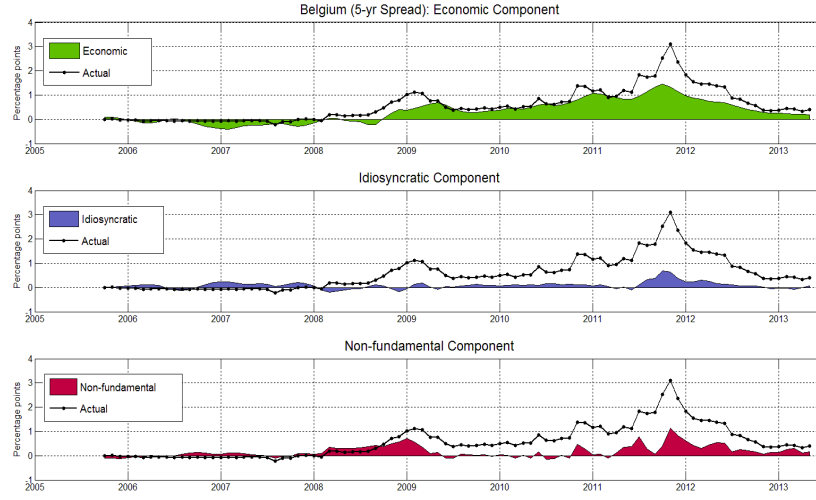 Belgium (5-yr Spread): Economic Component
Percentage points
4
3
2
1
0
-1
Economic
Actual
2005 2006 2007 2008 2009 2010 2011 2012 2013
Idiosyncratic Component
Percentage points
4
3
2
1
0
-1
Idiosyncratic
Actual
2005 2006 2007 2008 2009 2010 2011 2012 2013
Non-fundamental Component
Percentage points
4
3
2
1
0
-1
Non-fundamental
Actual
2005 2006 2007 2008 2009 2010 2011 2012 2013